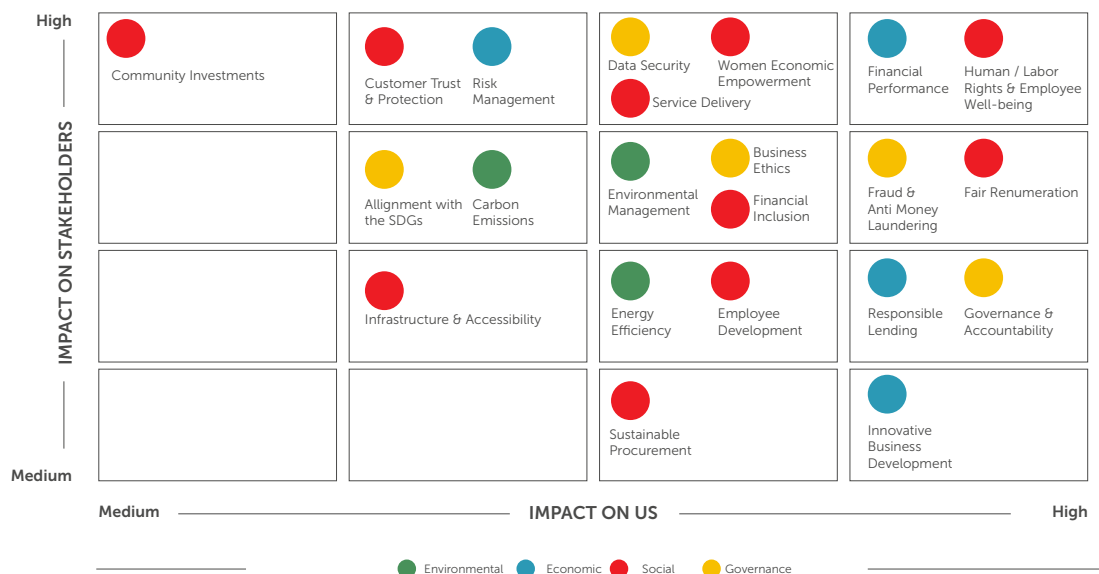 High
Community Investments
Customer Trust
& Protection
Risk
Management
Data Security
Women Economic
Empowerment
Service Delivery
Financial
Performance
Human / Labor
Rights & Employee
Well-being
IMPACT ON STAKEHOLDERS
Allignment with
the SDGs
Carbon
Emissions
Environmental
Management
Business
Ethics
Financial
Inclusion
Fraud &
Anti Money
Laundering
Fair Renumeration
Infrastructure & Accessibility
Energy
Efficiency
Employee
Development
Responsible
Lending
Governance &
Accountability
Sustainable
Procurement
Innovative
Business
Development
Medium
Medium
IMPACT ON US
High
Environmental
Economic
Social
Governance